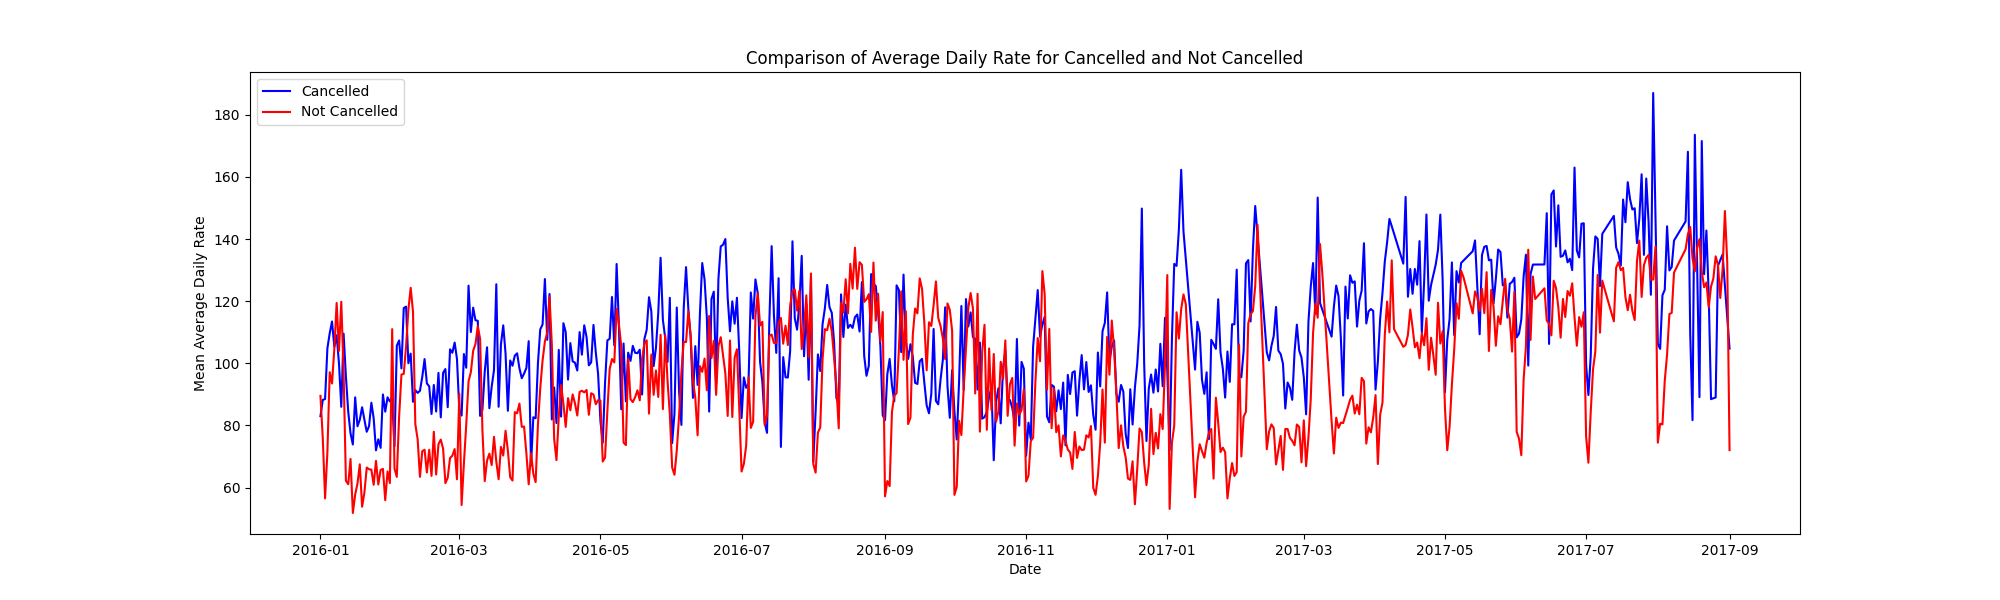 Comparison of Average Daily Rate for Cancelled and Not Cancelled
Cancelled
Not Cancelled
Mean Average Daily Rate
180
160
140
120
100
80
60
2016-01 2016-03 2016-05 2016-07 2016-09 2016-11 2017-01 2017-03 2017-05 2017-07 2017-09
Date